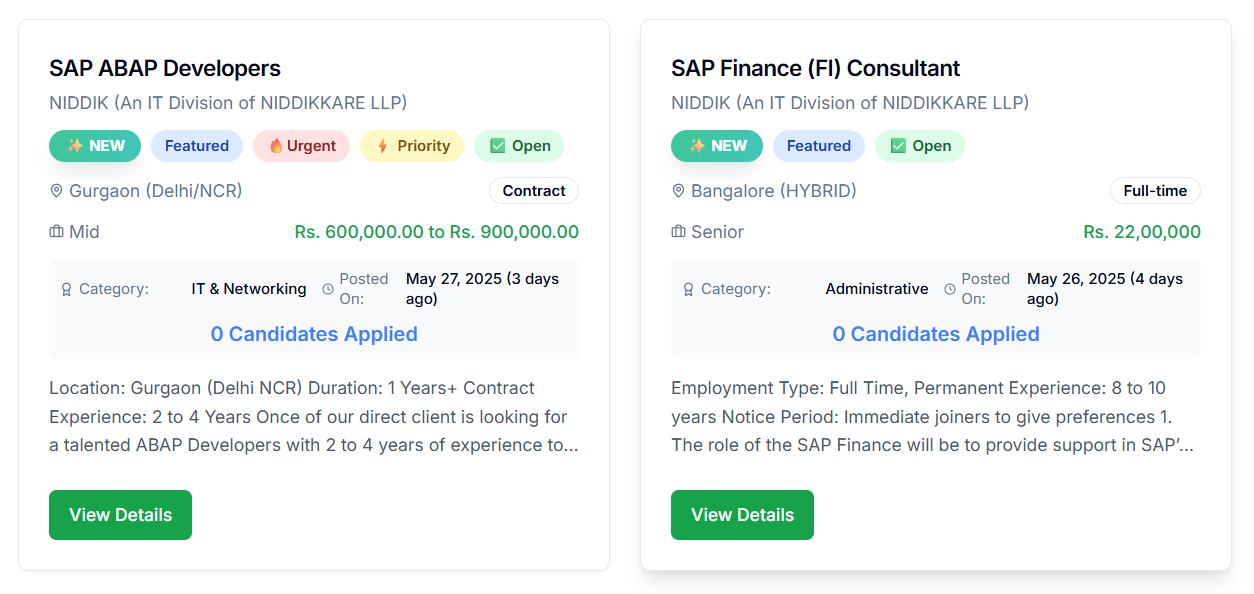 SAP ABAP Developers
NIDDIK (An IT Division of NIDDIKKARE LLP)
✨ NEW Featured 🔥 Urgent ⚡ Priority ✅ Open
Gurgaon (Delhi/NCR) Contract
Mid Rs. 600,000.00 to Rs. 900,000.00
Category: IT & Networking Posted On: May 27, 2025 (3 days ago)
0 Candidates Applied
Location: Gurgaon (Delhi NCR) Duration: 1 Years+ Contract
Experience: 2 to 4 Years Once of our direct client is looking for
a talented ABAP Developers with 2 to 4 years of experience to...
View Details
SAP Finance (FI) Consultant
NIDDIK (An IT Division of NIDDIKKARE LLP)
✨ NEW Featured ✅ Open
Bangalore (HYBRID) Full-time
Senior Rs. 22,00,000
Category: Administrative Posted On: May 26, 2025 (4 days ago)
0 Candidates Applied
Employment Type: Full Time, Permanent Experience: 8 to 10
years Notice Period: Immediate joiners to give preferences 1.
The role of the SAP Finance will be to provide support in SAP’...
View Details